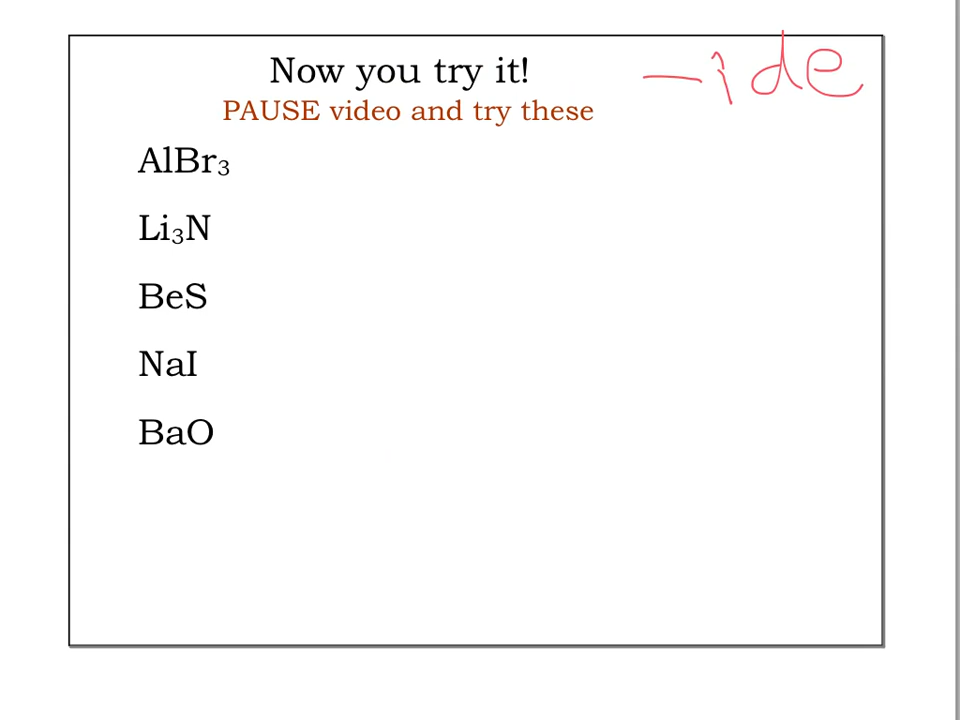 Now you try it!
-ide
PAUSE video and try these
AlBr₃
Li₃N
BeS
NaI
BaO